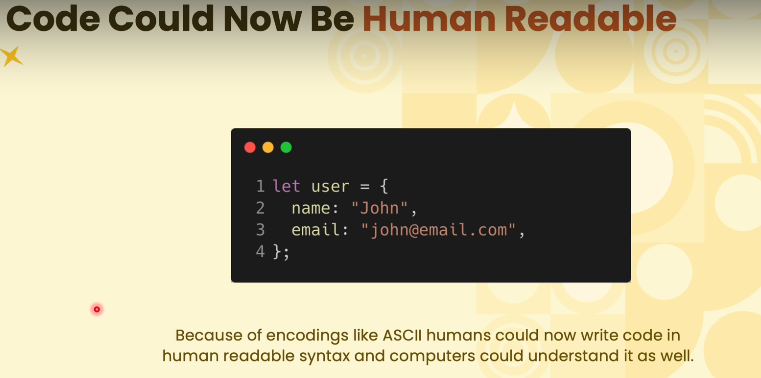 Code Could Now Be Human Readable
1 let user = {
2   name: "John",
3   email: "john@email.com",
4 };
Because of encodings like ASCII humans could now write code in
human readable syntax and computers could understand it as well.